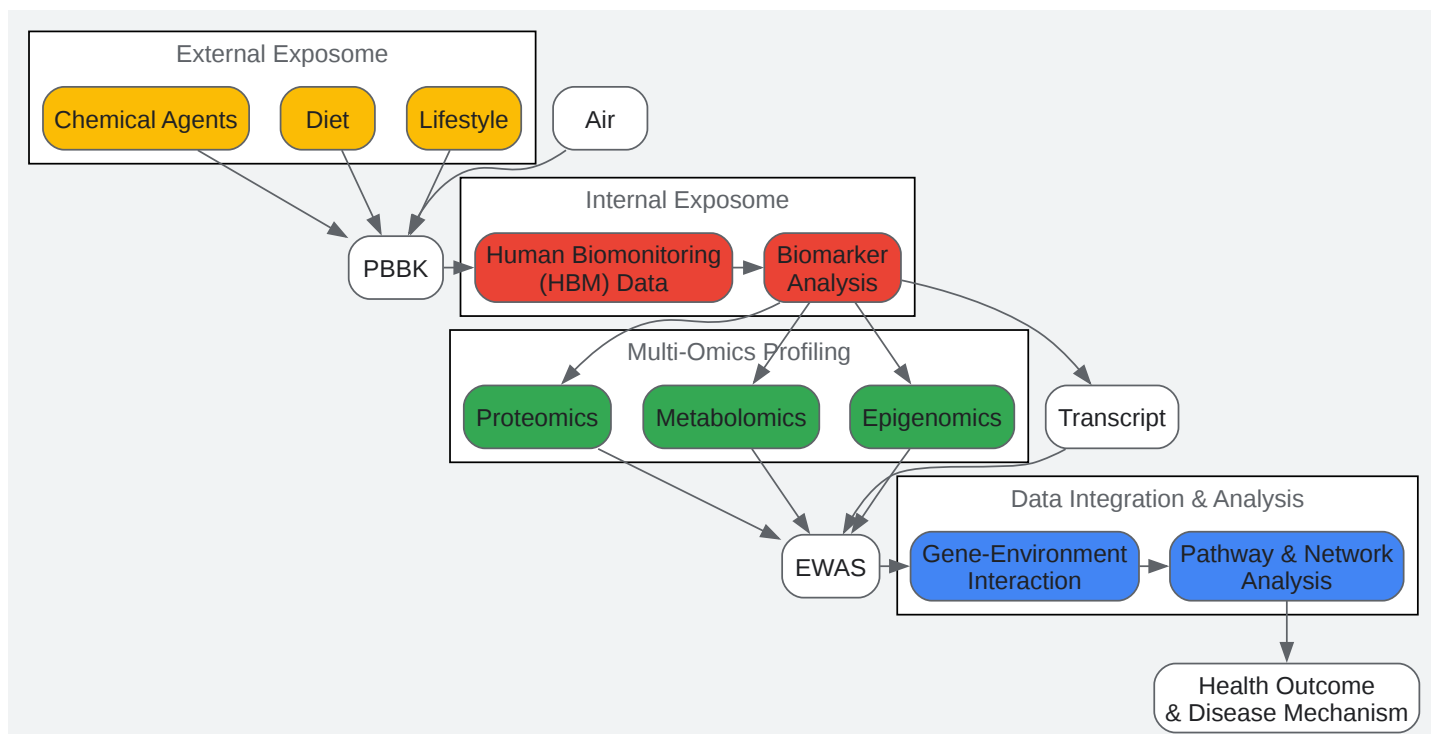 External Exposome
Chemical Agents
Diet
Lifestyle
Air
Internal Exposome
PBBK
Human Biomonitoring
(HBM) Data
Biomarker
Analysis
Multi-Omics Profiling
Proteomics
Metabolomics
Epigenomics
Transcript
Data Integration & Analysis
EWAS
Gene-Environment
Interaction
Pathway & Network
Analysis
Health Outcome
& Disease Mechanism